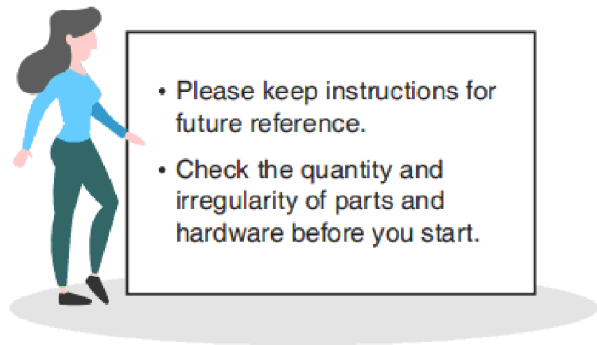 • Please keep instructions for
future reference.
• Check the quantity and
irregularity of parts and
hardware before you start.